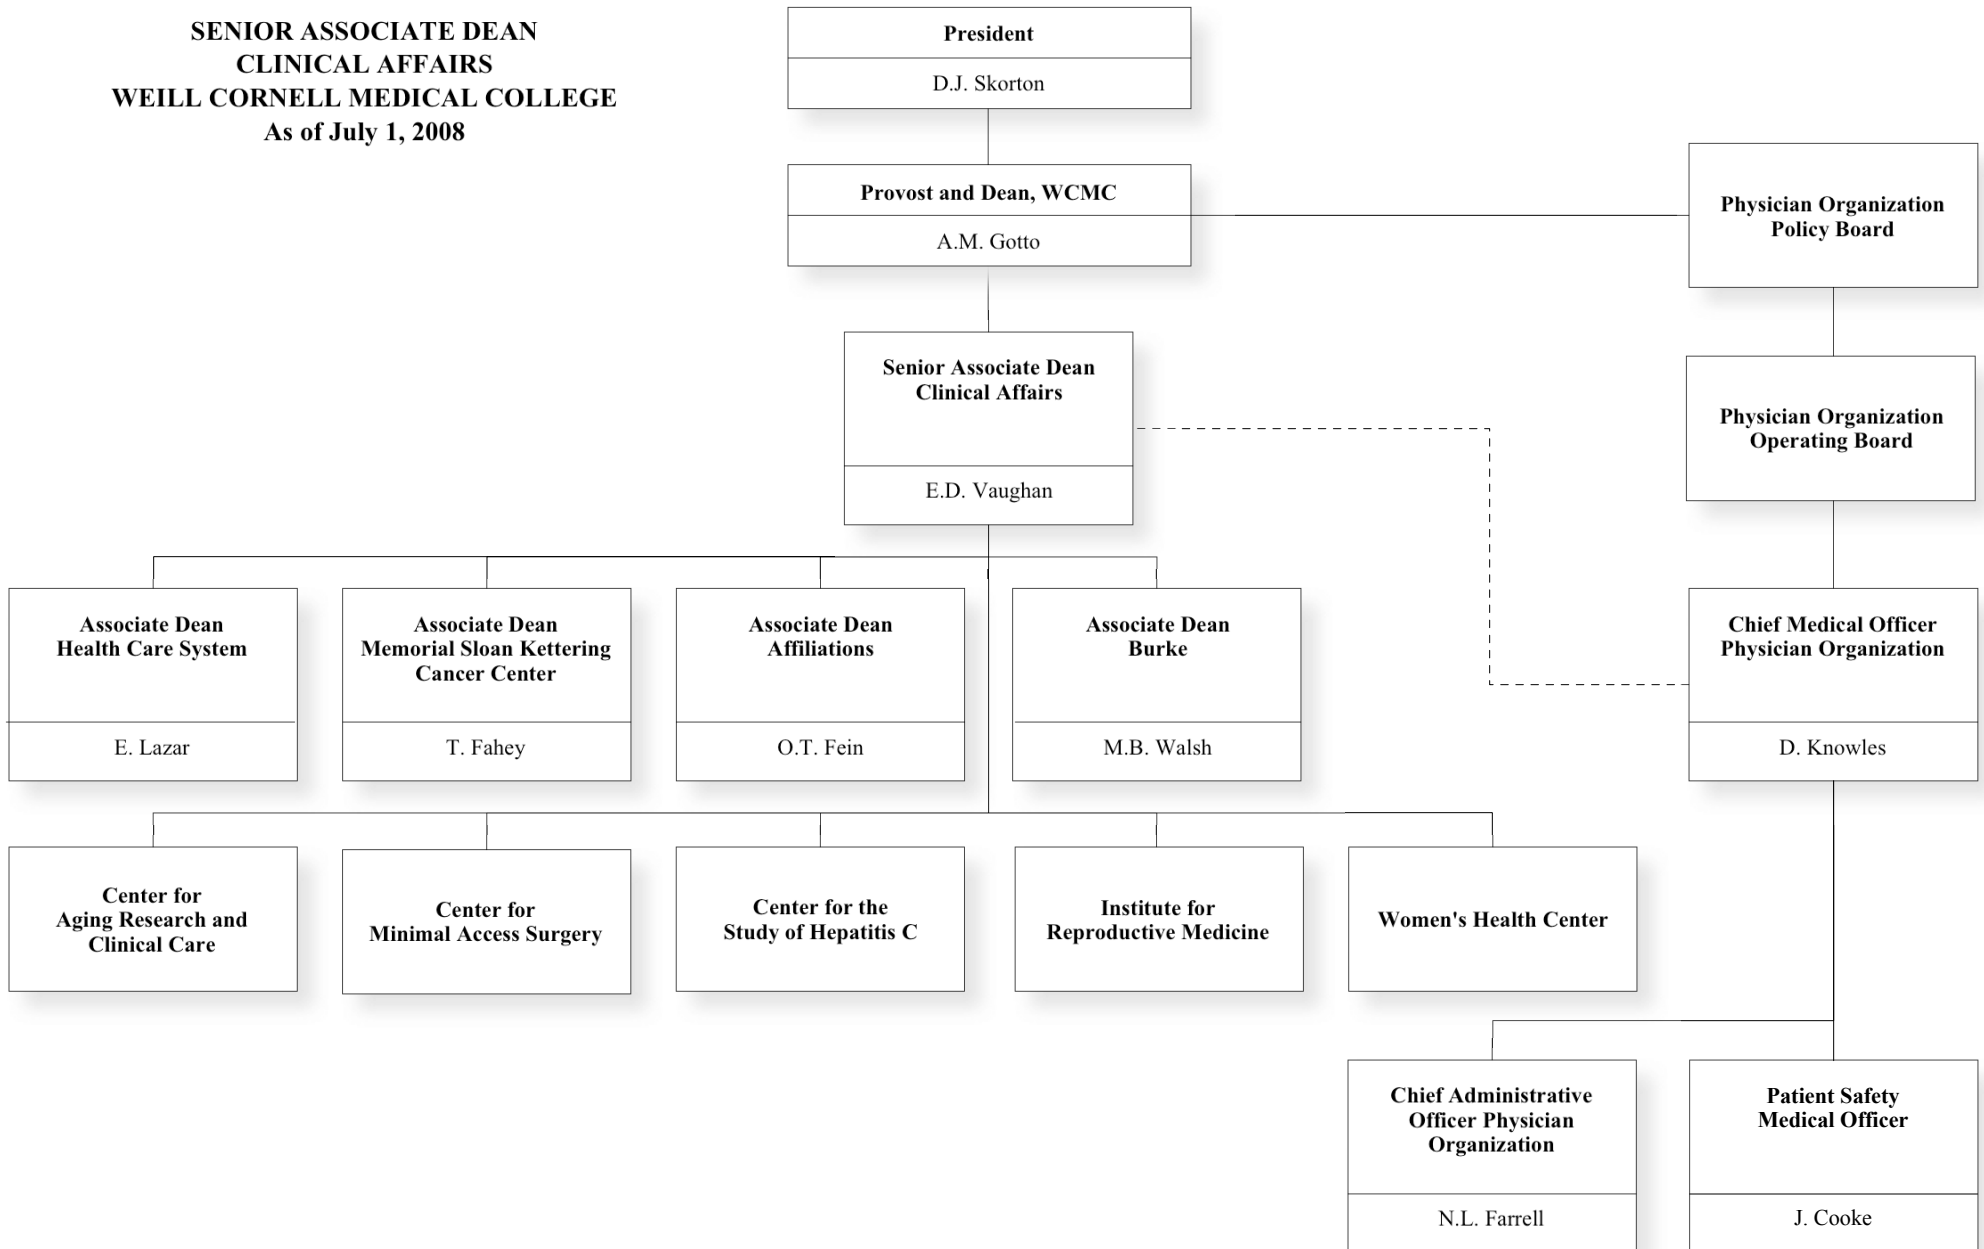 SENIOR ASSOCIATE DEAN
CLINICAL AFFAIRS
WEILL CORNELL MEDICAL COLLEGE
As of July 1, 2008
President
D.J. Skorton
Provost and Dean, WCMC
A.M. Gotto
Physician Organization
Policy Board
Senior Associate Dean
Clinical Affairs
E.D. Vaughan
Physician Organization
Operating Board
Associate Dean
Health Care System
E. Lazar
Associate Dean
Memorial Sloan Kettering
Cancer Center
T. Fahey
Associate Dean
Affiliations
O.T. Fein
Associate Dean
Burke
M.B. Walsh
Chief Medical Officer
Physician Organization
D. Knowles
Center for
Aging Research and
Clinical Care
Center for
Minimal Access Surgery
Center for the
Study of Hepatitis C
Institute for
Reproductive Medicine
Women's Health Center
Chief Administrative
Officer Physician
Organization
N.L. Farrell
Patient Safety
Medical Officer
J. Cooke